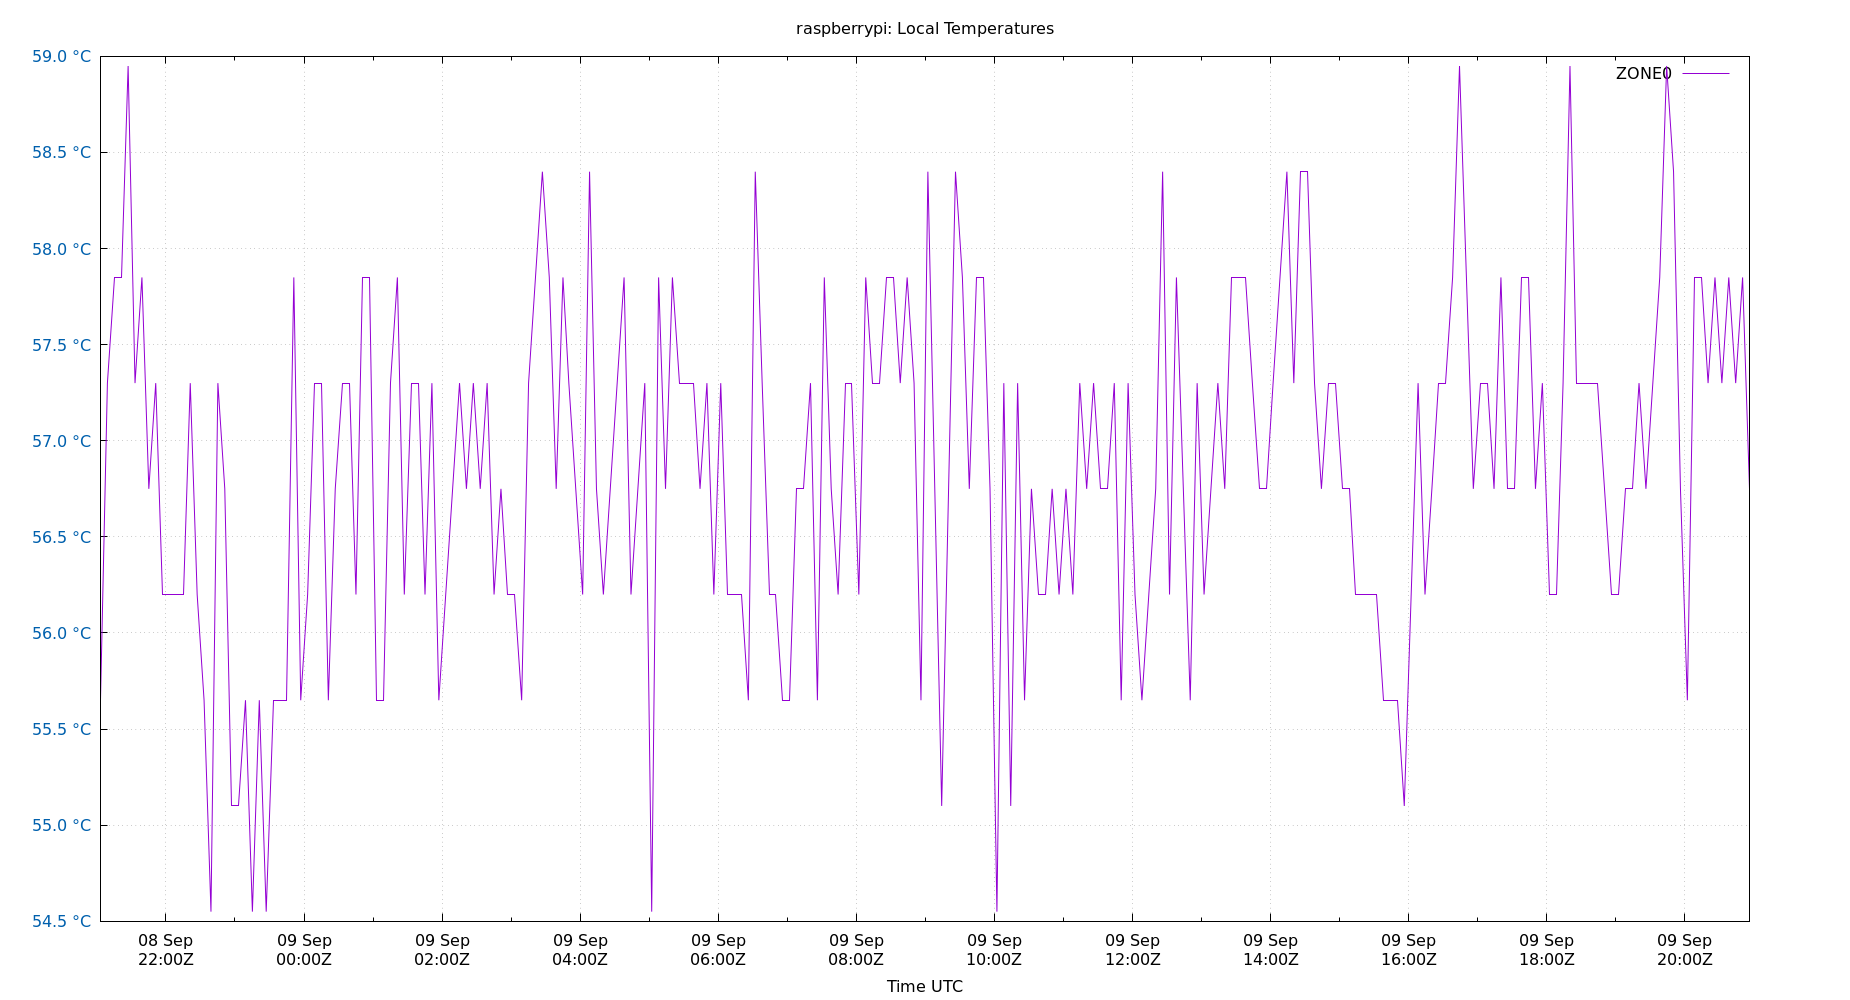 raspberrypi: Local Temperatures
ZONE0
59.0 °C
58.5 °C
58.0 °C
57.5 °C
57.0 °C
56.5 °C
56.0 °C
55.5 °C
55.0 °C
54.5 °C
08 Sep 09 Sep 09 Sep 09 Sep 09 Sep 09 Sep 09 Sep 09 Sep 09 Sep 09 Sep 09 Sep 09 Sep
22:00Z 00:00Z 02:00Z 04:00Z 06:00Z 08:00Z 10:00Z 12:00Z 14:00Z 16:00Z 18:00Z 20:00Z
Time UTC